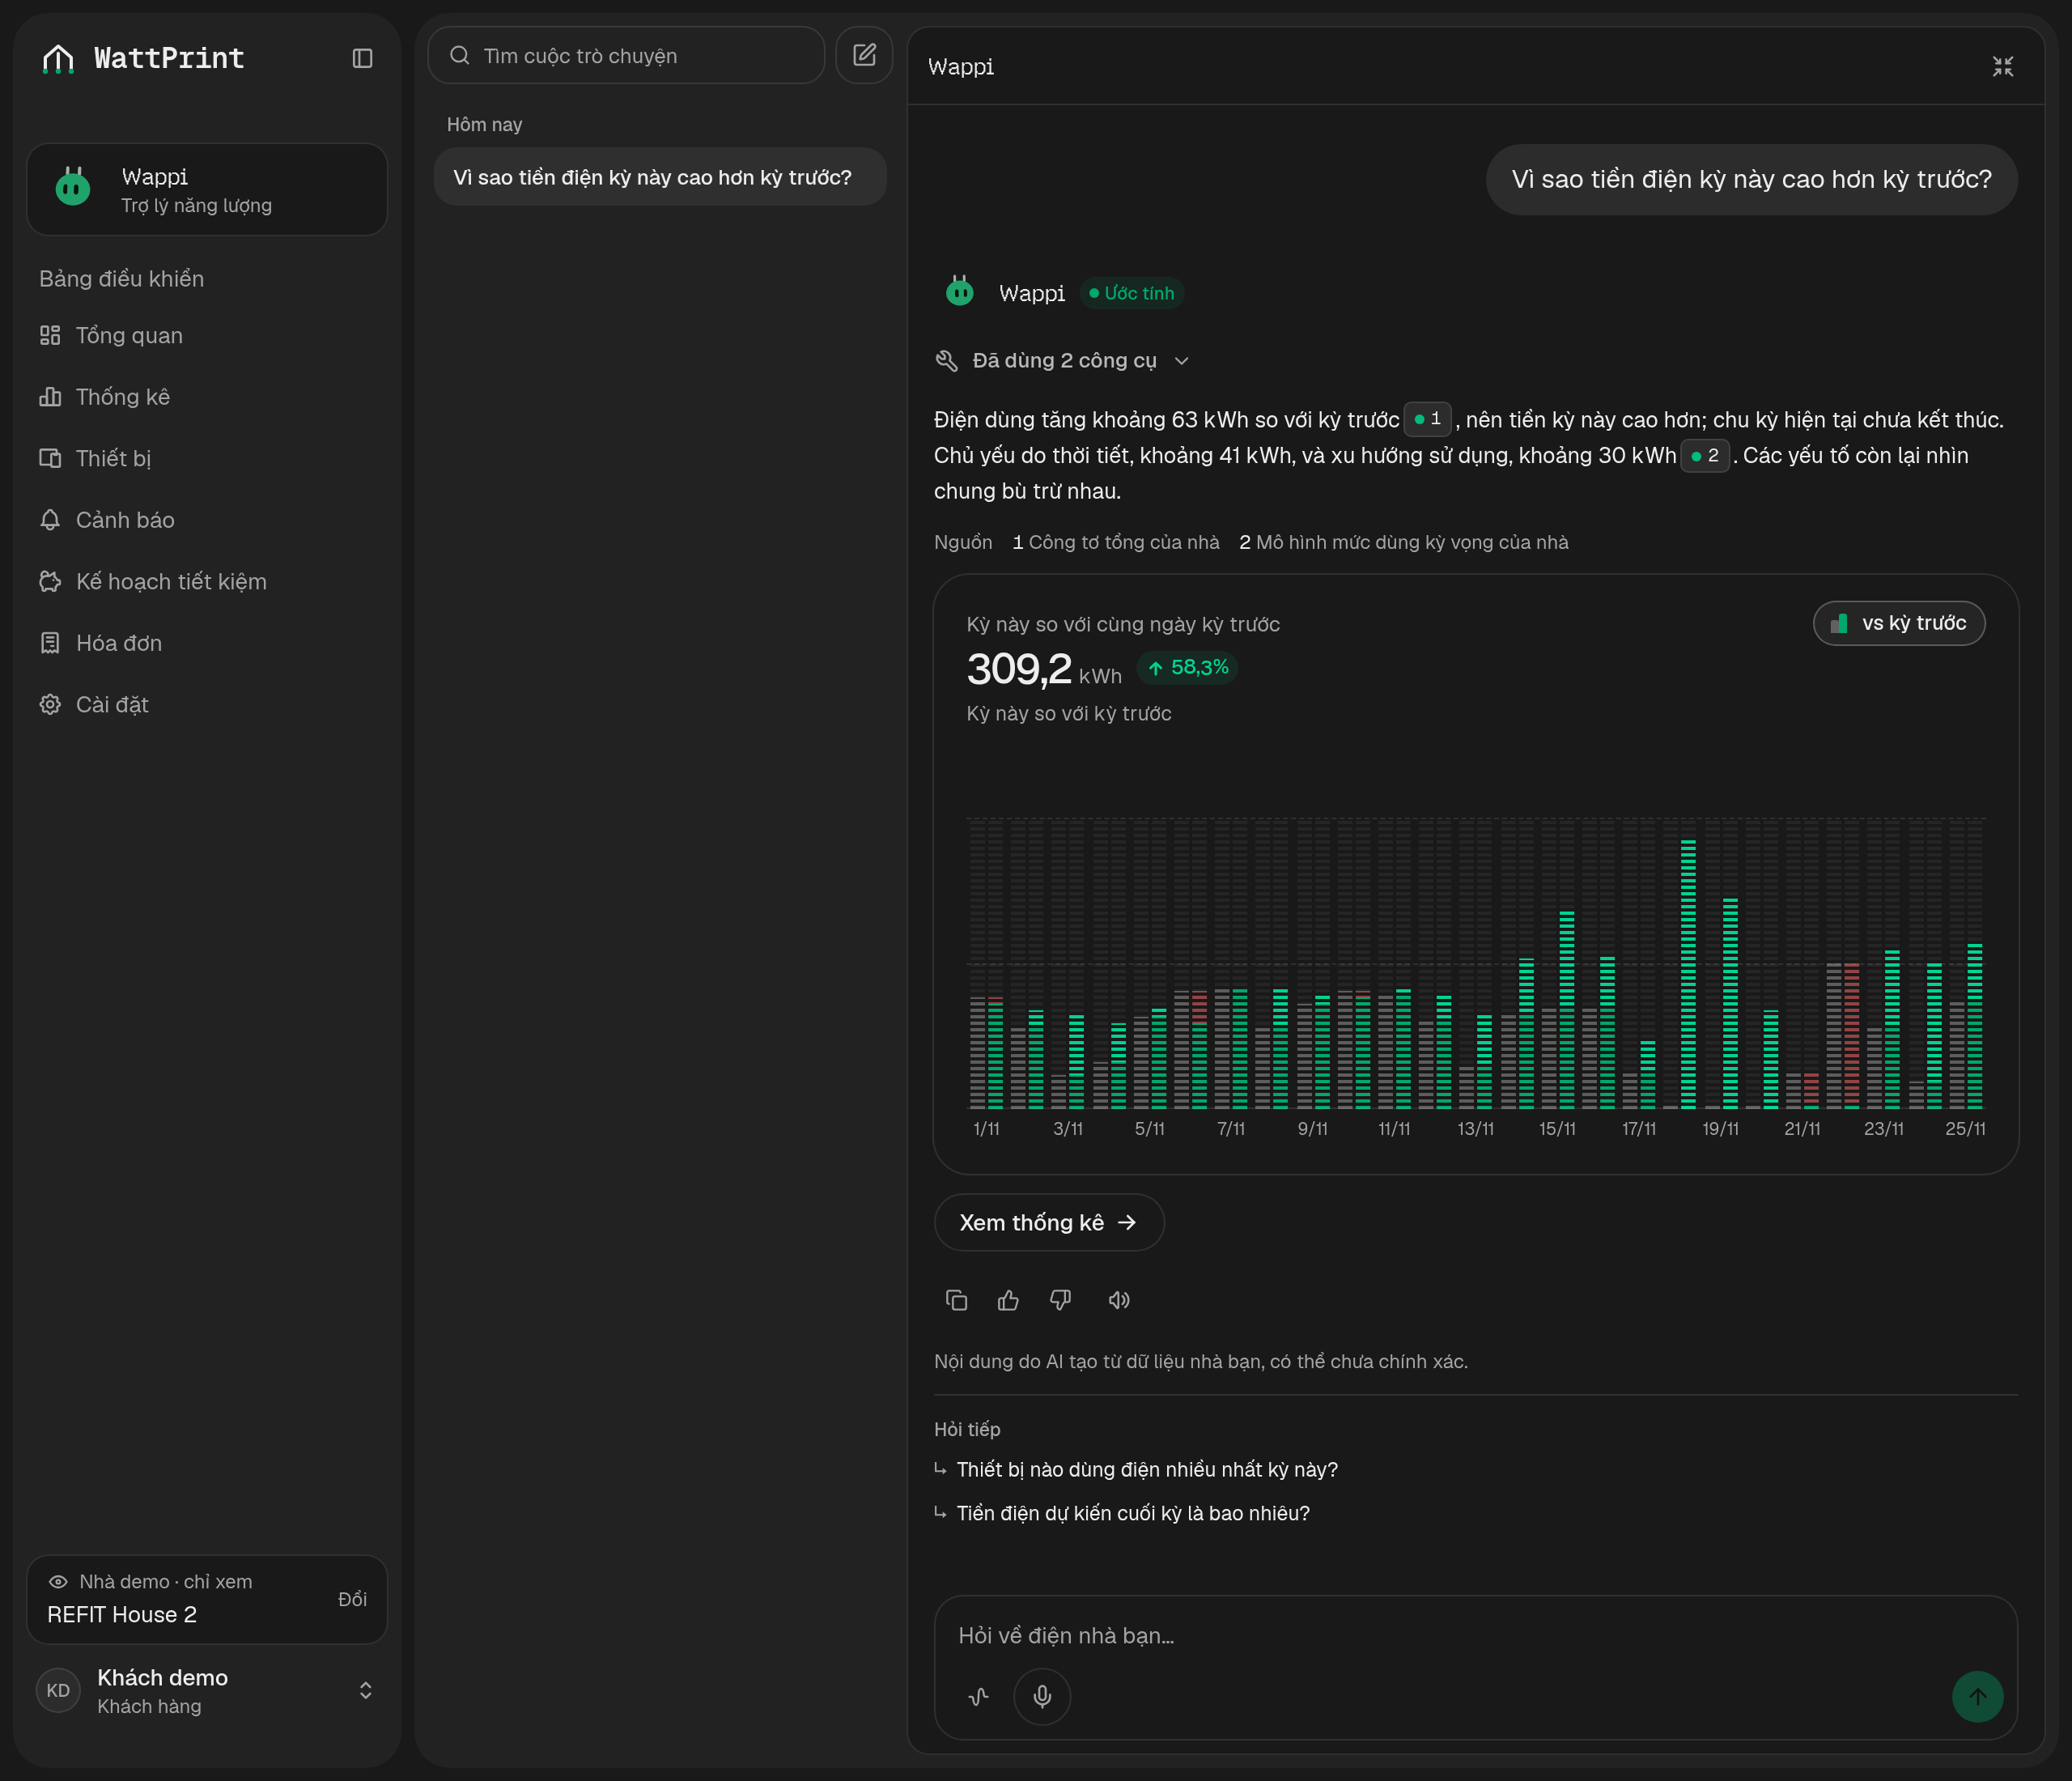 WattPrint
Wappi
Trợ lý năng lượng
Bảng điều khiển
Tổng quan
Thống kê
Thiết bị
Cảnh báo
Kế hoạch tiết kiệm
Hóa đơn
Cài đặt
Nhà demo · chỉ xem
REFIT House 2
Đổi
KD
Khách demo
Khách hàng
Tìm cuộc trò chuyện
Hôm nay
Vì sao tiền điện kỳ này cao hơn kỳ trước?
Wappi
Vì sao tiền điện kỳ này cao hơn kỳ trước?
Wappi
Ước tính
Đã dùng 2 công cụ
Điện dùng tăng khoảng 63 kWh so với kỳ trước 1 , nên tiền kỳ này cao hơn; chu kỳ hiện tại chưa kết thúc.
Chủ yếu do thời tiết, khoảng 41 kWh, và xu hướng sử dụng, khoảng 30 kWh 2 . Các yếu tố còn lại nhìn
chung bù trừ nhau.
Nguồn 1 Công tơ tổng của nhà 2 Mô hình mức dùng kỳ vọng của nhà
Kỳ này so với cùng ngày kỳ trước
vs kỳ trước
309,2 kWh 58,3%
Kỳ này so với kỳ trước
1/11 3/11 5/11 7/11 9/11 11/11 13/11 15/11 17/11 19/11 21/11 23/11 25/11
Xem thống kê
Nội dung do AI tạo từ dữ liệu nhà bạn, có thể chưa chính xác.
Hỏi tiếp
Thiết bị nào dùng điện nhiều nhất kỳ này?
Tiền điện dự kiến cuối kỳ là bao nhiêu?
Hỏi về điện nhà bạn...